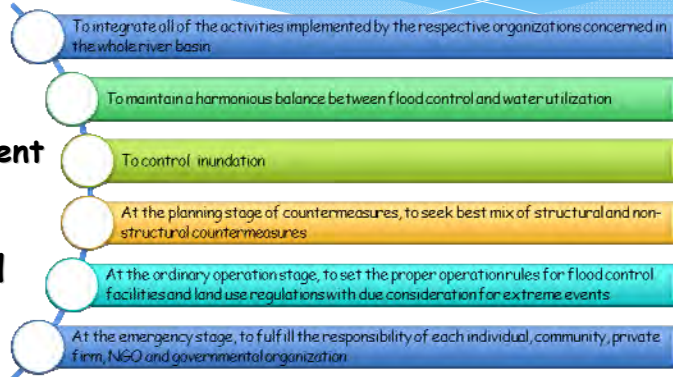 To integrate all of the activities implemented by the respective organizations concerned in
the whole river basin
To maintain a harmonious balance between flood control and water utilization
ent
To control inundation
At the planning stage of countermeasures, to seek best mix of structural and non-
structural countermeasures
At the ordinary operation stage, to set the proper operation rules for flood control
facilities and land use regulations with due consideration for extreme events
At the emergency stage, to fulfill the responsibility of each individual, community, private
firm, NGO and governmental organization